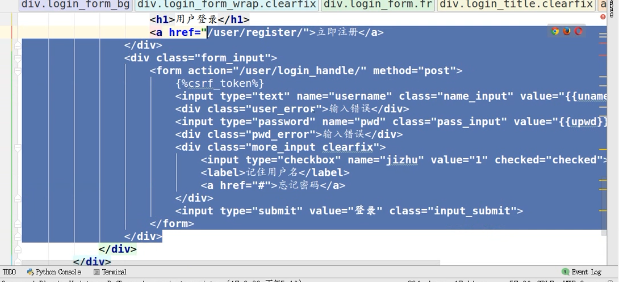 div.login_form_bg div.login_form_wrap.clearfix div.login_form.fr div.login_title.clearfix a
<h1>用户登录</h1>
<a href="/user/register/">立即注册</a>
</div>
<div class="form_input">
<form action="/user/login_handle/" method="post">
{%csrf_token%}
<input type="text" name="username" class="name_input" value="{{uname
<div class="user_error">输入错误</div>
<input type="password" name="pwd" class="pass_input" value="{{upwd}}
<div class="pwd_error">输入错误</div>
<div class="more_input clearfix">
<input type="checkbox" name="jizhu" value="1" checked="checked">
<label>记住用户名</label>
<a href="#">忘记密码</a>
</div>
<input type="submit" value="登录" class="input_submit">
</form>
</div>
</div>
</div>
TODO Python Console Terminal Event Log